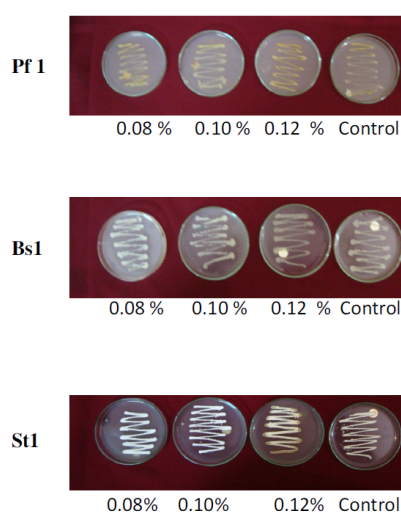 Pf 1
0.08 % 0.10 % 0.12 % Control
Bs1
0.08 % 0.10 % 0.12 % Control
St1
0.08% 0.10% 0.12% Control